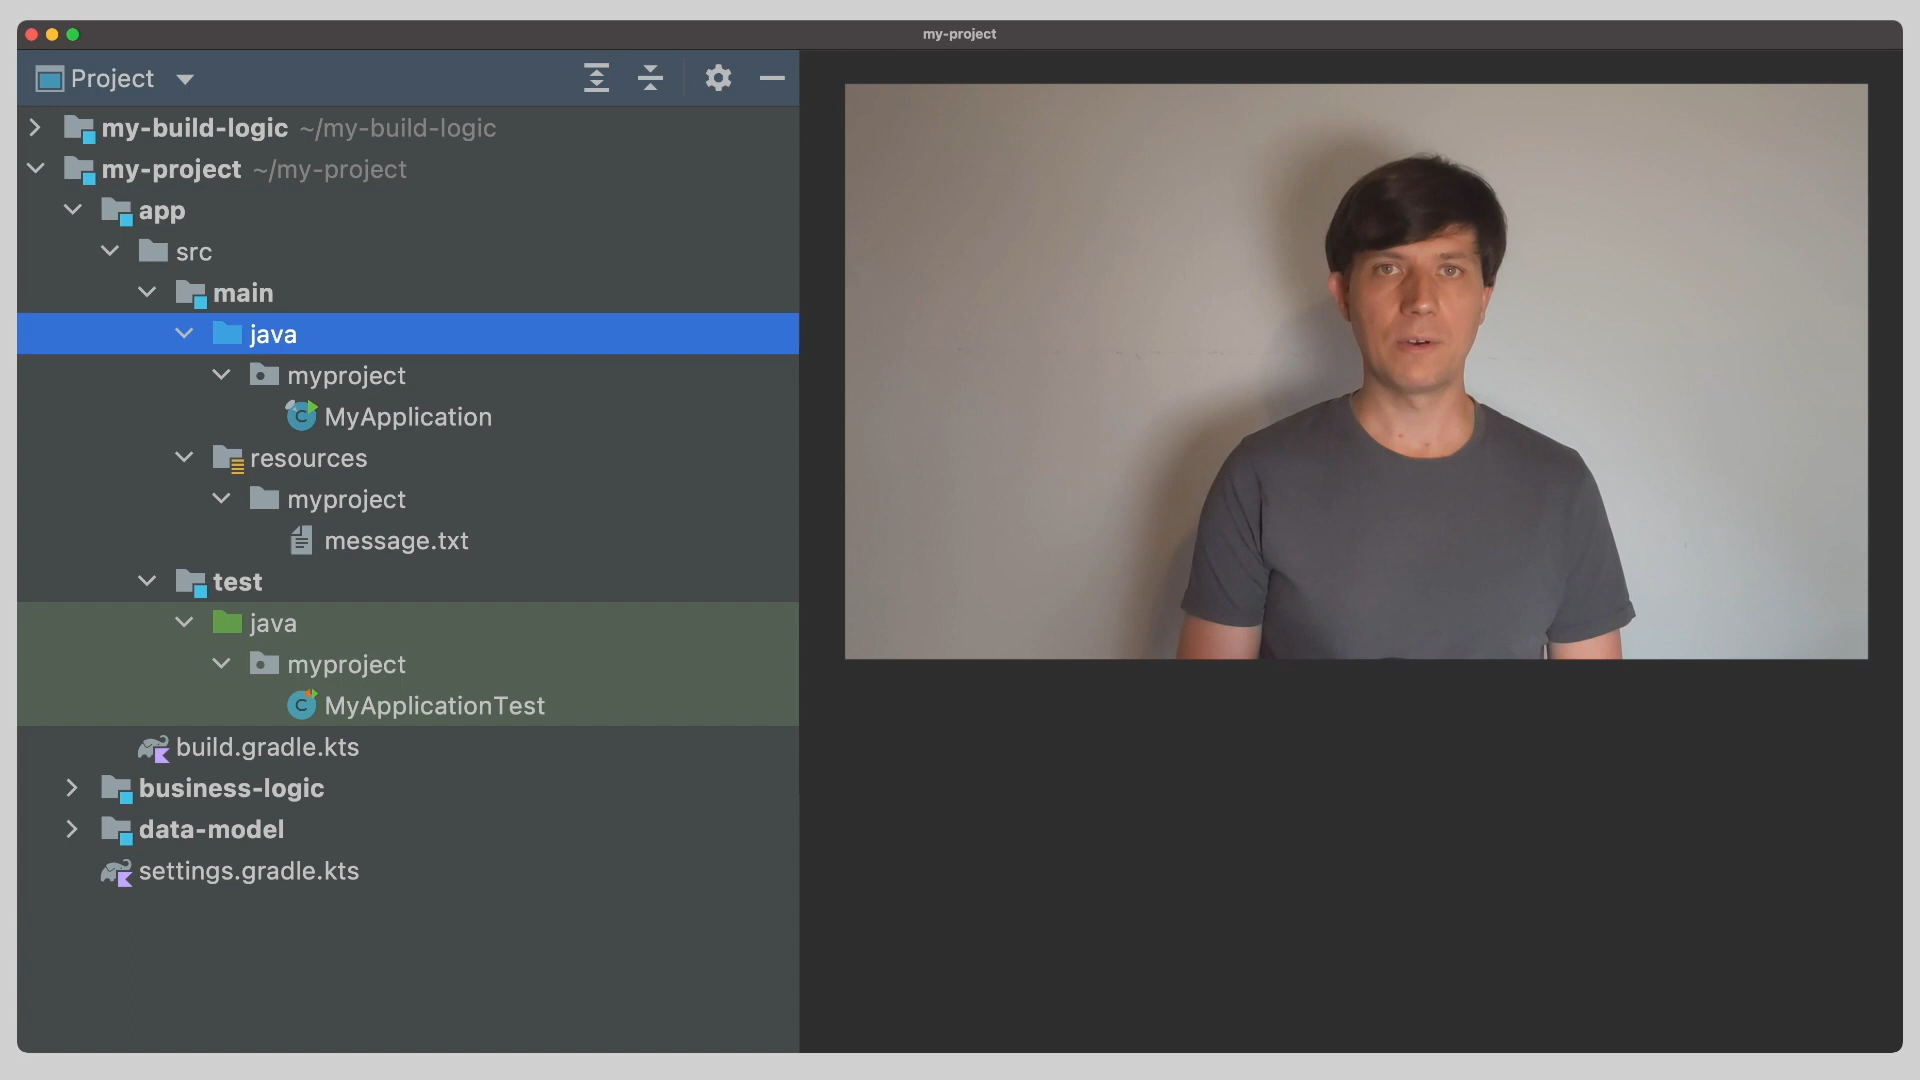 my-project
Project
my-build-logic ~/my-build-logic
my-project ~/my-project
app
src
main
java
myproject
C MyApplication
resources
myproject
message.txt
test
java
myproject
C MyApplicationTest
build.gradle.kts
business-logic
data-model
settings.gradle.kts